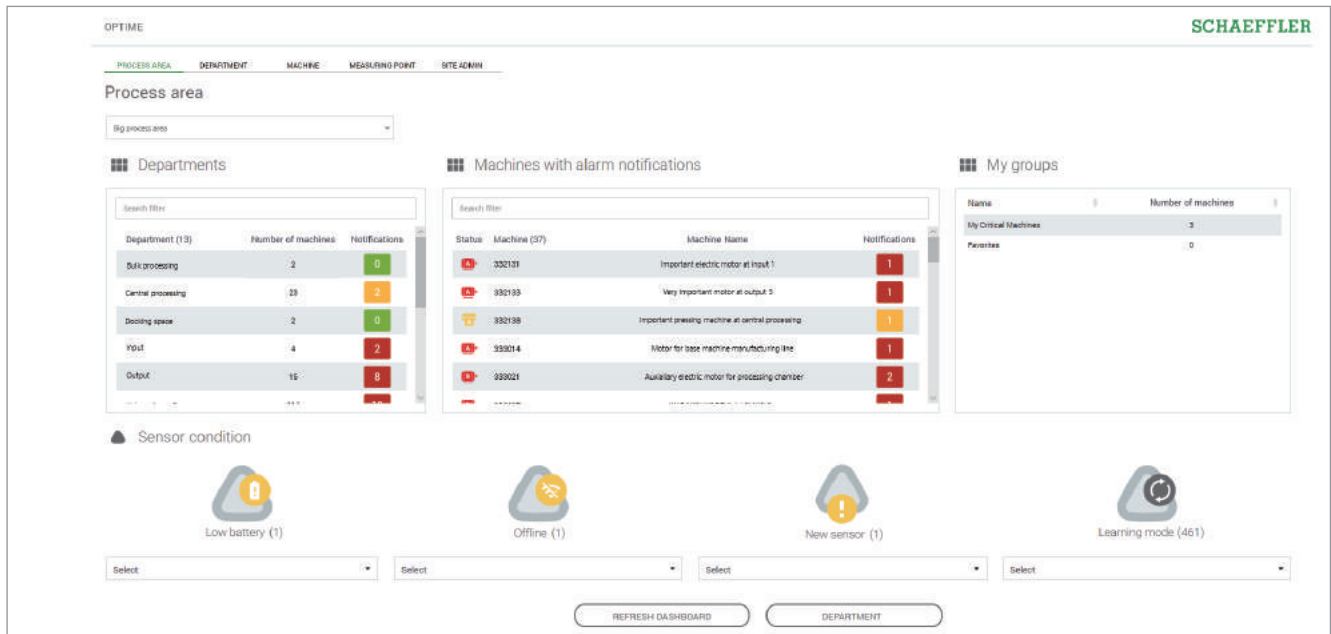 OPTIME
SCHAEFFLER
PROCESS AREA DEPARTMENT MACHINE MEASURING POINT SITE ADMIN
Process area
Big process area
Departments
Search filter
Department (13) Number of machines Notifications
Bulk processing 2 0
Central processing 23 2
Docking space 2 0
Input 4 2
Output 15 8
Machines with alarm notifications
Search filter
Status Machine (37) Machine Name Notifications
332131 Important electric motor at input 1 1
332133 Very important motor at output 3 1
332138 Important pressing machine at central processing 1
333014 Motor for base machine manufacturing line 1
333021 Auxialiary electric motor for processing chamber 2
My groups
Name Number of machines
My Critical Machines 3
Favorites 0
Sensor condition
Low battery (1)
Offline (1)
New sensor (1)
Learning mode (461)
Select
Select
Select
Select
REFRESH DASHBOARD
DEPARTMENT